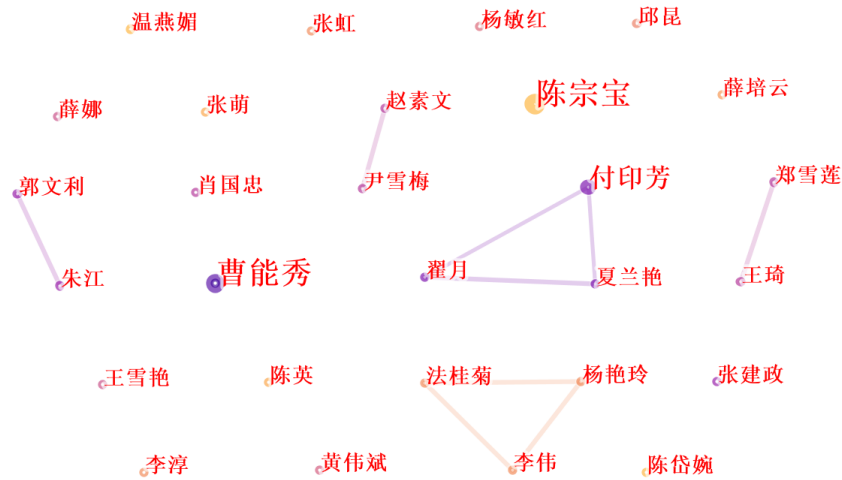 温燕媚
张虹
杨敏红
邱昆
薛娜
张萌
赵素文
陈宗宝
薛培云
郭文利
肖国忠
尹雪梅
付印芳
郑雪莲
朱江
曹能秀
翟月
夏兰艳
王琦
王雪艳
陈英
法桂菊
杨艳玲
张建政
李淳
黄伟斌
李伟
陈岱婉